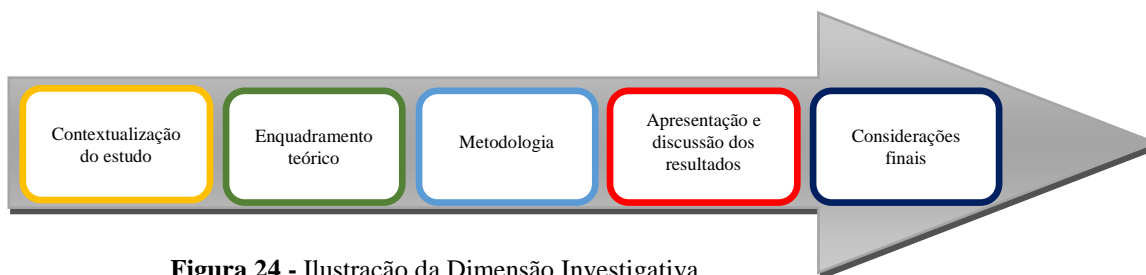 Contextualização
do estudo
Enquadramento
teórico
Metodologia
Apresentação e
discussão dos
resultados
Considerações
finais
Figura 24 - Ilustração da Dimensão Investigativa